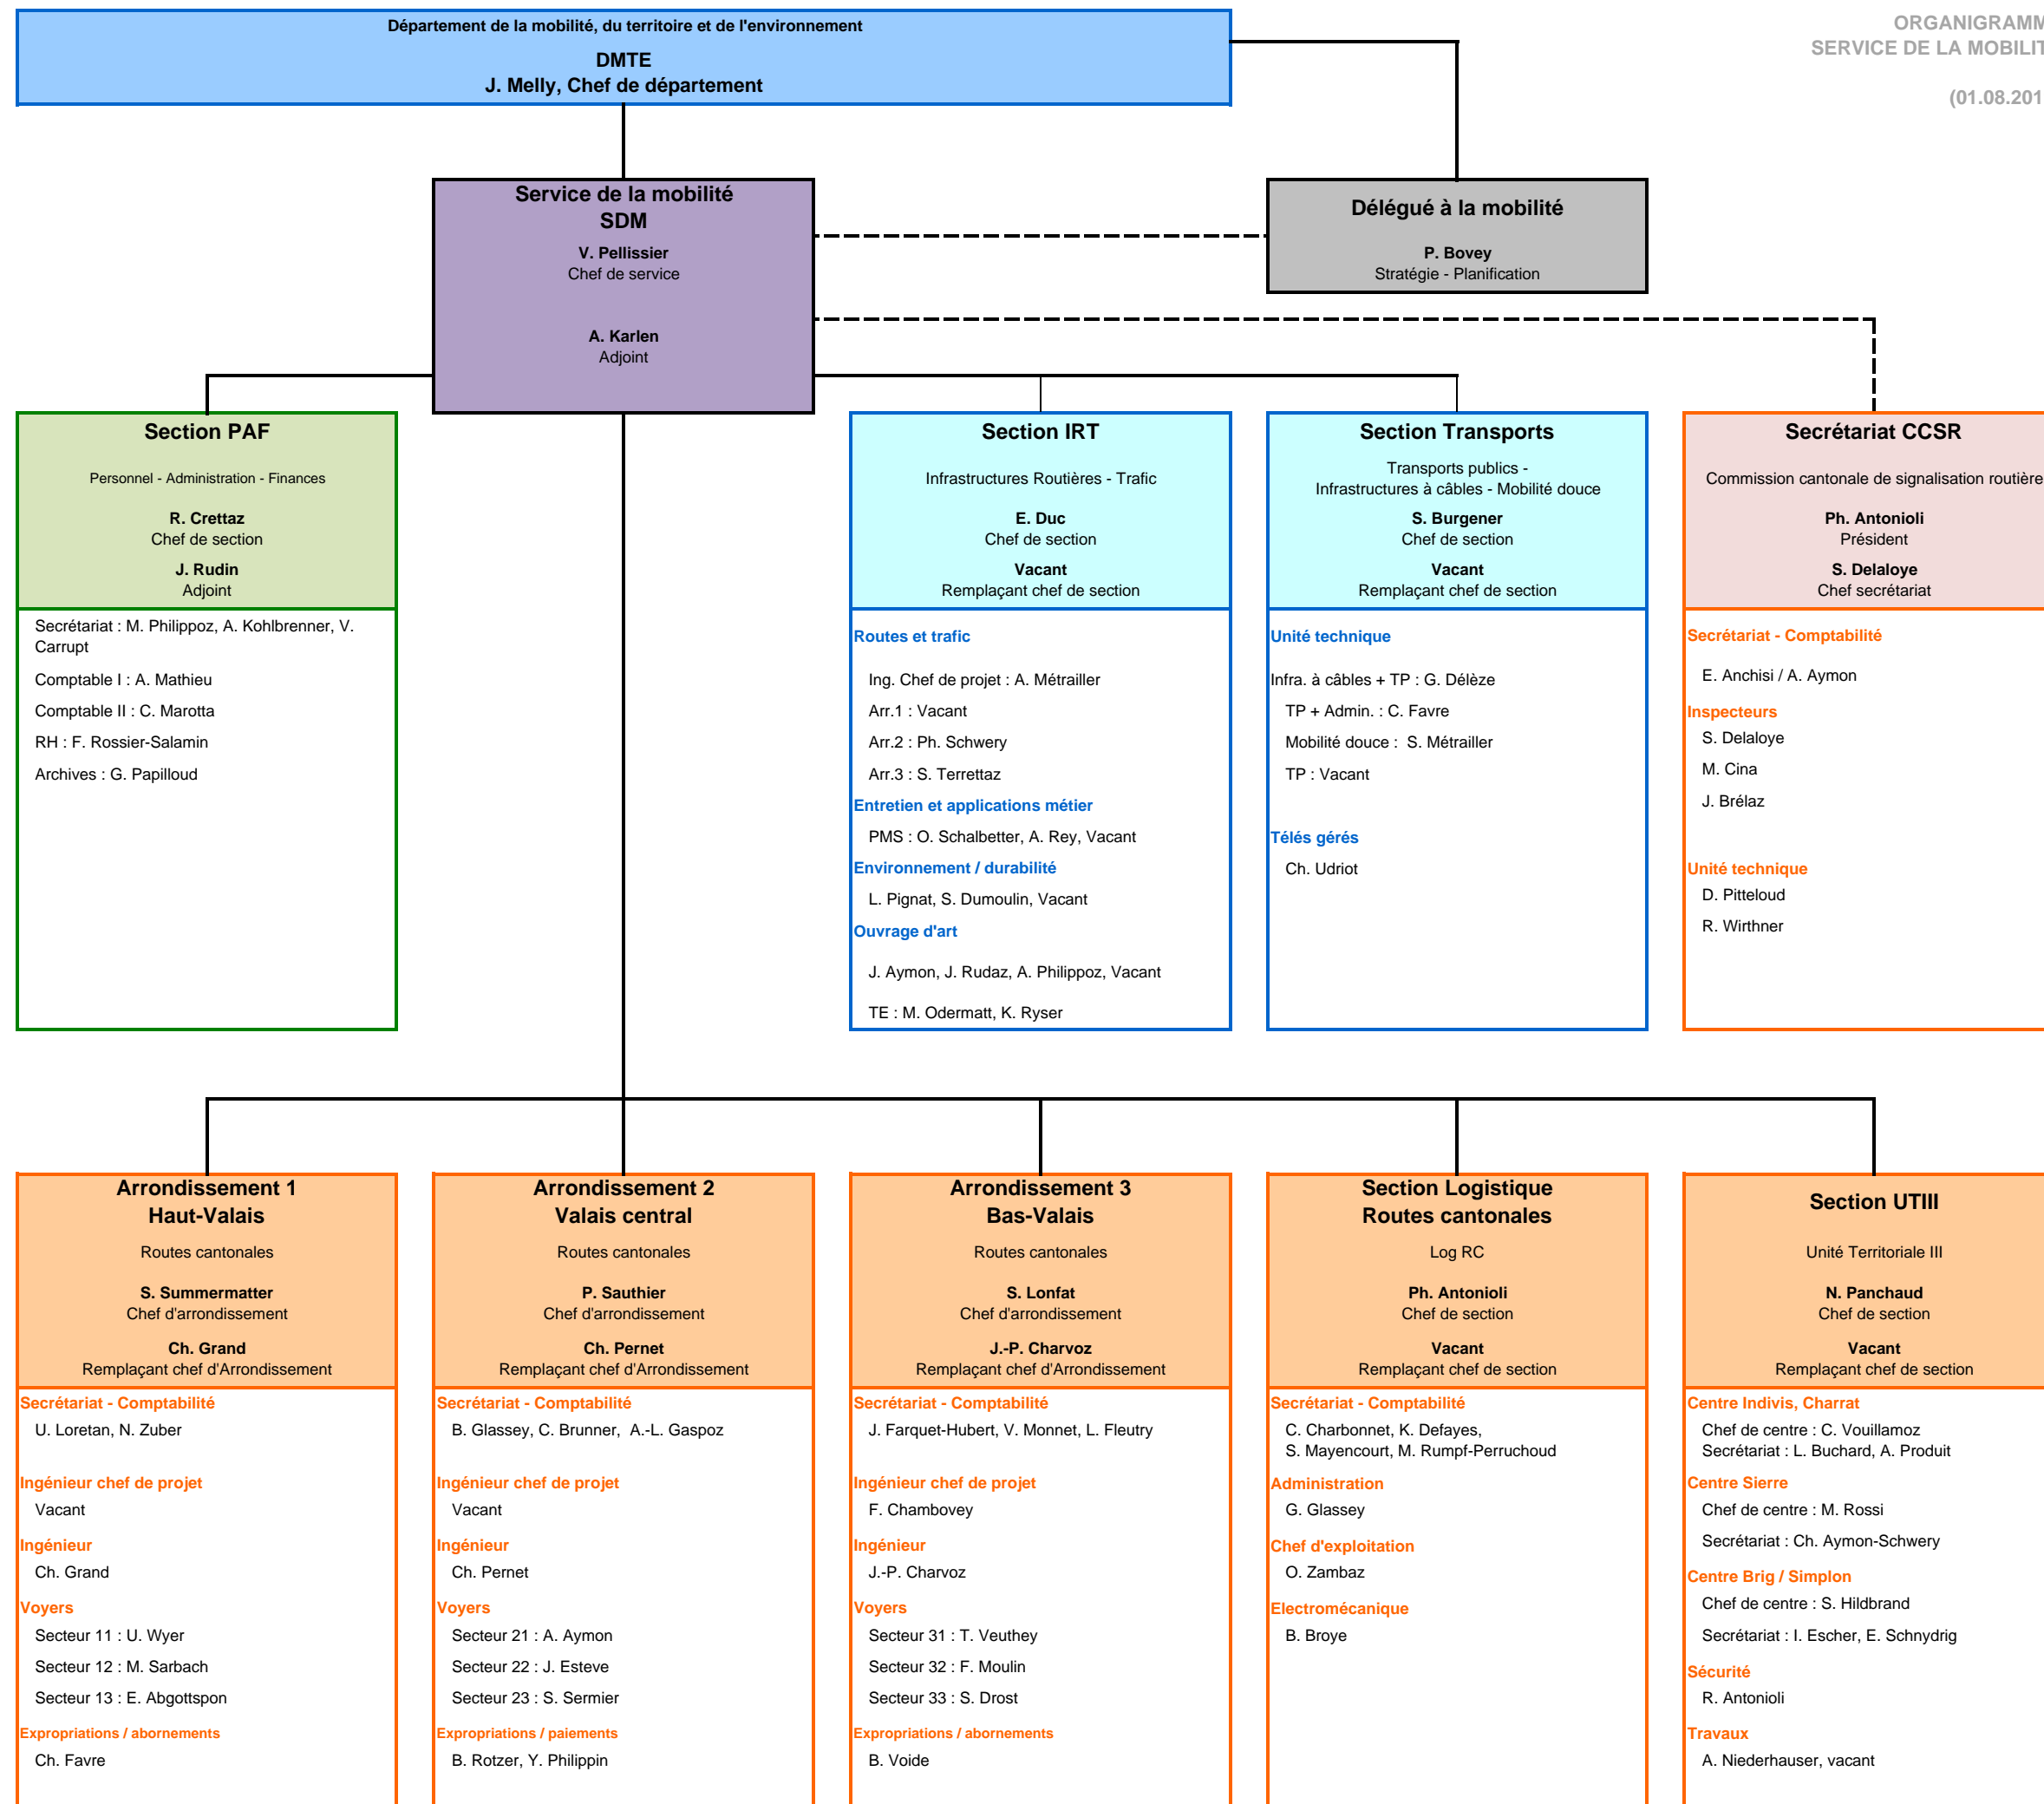 Département de la mobilité, du territoire et de l'environnement
DMTE
J. Melly, Chef de département
ORGANIGRAMM
SERVICE DE LA MOBILIT
(01.08.201
Service de la mobilité
SDM
V. Pellissier
Chef de service
A. Karlen
Adjoint
Délégué à la mobilité
P. Bovey
Stratégie - Planification
Section PAF
Personnel - Administration - Finances
R. Crettaz
Chef de section
J. Rudin
Adjoint
Secrétariat : M. Philippoz, A. Kohlbrenner, V.
Carrupt
Comptable I : A. Mathieu
Comptable II : C. Marotta
RH : F. Rossier-Salamin
Archives : G. Papilloud
Section IRT
Infrastructures Routières - Trafic
E. Duc
Chef de section
Vacant
Remplaçant chef de section
Routes et trafic
Ing. Chef de projet : A. Métrailler
Arr.1 : Vacant
Arr.2 : Ph. Schwery
Arr.3 : S. Terrettaz
Entretien et applications métier
PMS : O. Schalbetter, A. Rey, Vacant
Environnement / durabilité
L. Pignat, S. Dumoulin, Vacant
Ouvrage d'art
J. Aymon, J. Rudaz, A. Philippoz, Vacant
TE : M. Odermatt, K. Ryser
Section Transports
Transports publics -
Infrastructures à câbles - Mobilité douce
S. Burgener
Chef de section
Vacant
Remplaçant chef de section
Unité technique
Infra. à câbles + TP : G. Délèze
TP + Admin. : C. Favre
Mobilité douce : S. Métrailler
TP : Vacant
Télés gérés
Ch. Udriot
Secrétariat CCSR
Commission cantonale de signalisation routière
Ph. Antonioli
Président
S. Delaloye
Chef secrétariat
Secrétariat - Comptabilité
E. Anchisi / A. Aymon
Inspecteurs
S. Delaloye
M. Cina
J. Brélaz
Unité technique
D. Pitteloud
R. Wirthner
Arrondissement 1
Haut-Valais
Routes cantonales
S. Summermatter
Chef d'arrondissement
Ch. Grand
Remplaçant chef d'Arrondissement
Secrétariat - Comptabilité
U. Loretan, N. Zuber
Ingénieur chef de projet
Vacant
Ingénieur
Ch. Grand
Voyers
Secteur 11 : U. Wyer
Secteur 12 : M. Sarbach
Secteur 13 : E. Abgottspon
Expropriations / abornements
Ch. Favre
Arrondissement 2
Valais central
Routes cantonales
P. Sauthier
Chef d'arrondissement
Ch. Pernet
Remplaçant chef d'Arrondissement
Secrétariat - Comptabilité
B. Glassey, C. Brunner, A.-L. Gaspoz
Ingénieur chef de projet
Vacant
Ingénieur
Ch. Pernet
Voyers
Secteur 21 : A. Aymon
Secteur 22 : J. Esteve
Secteur 23 : S. Sermier
Expropriations / paiements
B. Rotzer, Y. Philippin
Arrondissement 3
Bas-Valais
Routes cantonales
S. Lonfat
Chef d'arrondissement
J.-P. Charvoz
Remplaçant chef d'Arrondissement
Secrétariat - Comptabilité
J. Farquet-Hubert, V. Monnet, L. Fleutry
Ingénieur chef de projet
F. Chambovey
Ingénieur
J.-P. Charvoz
Voyers
Secteur 31 : T. Veuthey
Secteur 32 : F. Moulin
Secteur 33 : S. Drost
Expropriations / abornements
B. Voide
Section Logistique
Routes cantonales
Log RC
Ph. Antonioli
Chef de section
Vacant
Remplaçant chef de section
Secrétariat - Comptabilité
C. Charbonnet, K. Defayes,
S. Mayencourt, M. Rumpf-Perruchoud
Administration
G. Glassey
Chef d'exploitation
O. Zambaz
Electromécanique
B. Broye
Section UTIII
Unité Territoriale III
N. Panchaud
Chef de section
Vacant
Remplaçant chef de section
Centre Indivis, Charrat
Chef de centre : C. Vouillamoz
Secrétariat : L. Buchard, A. Produit
Centre Sierre
Chef de centre : M. Rossi
Secrétariat : Ch. Aymon-Schwery
Centre Brig / Simplon
Chef de centre : S. Hildbrand
Secrétariat : I. Escher, E. Schnydrig
Sécurité
R. Antonioli
Travaux
A. Niederhauser, vacant